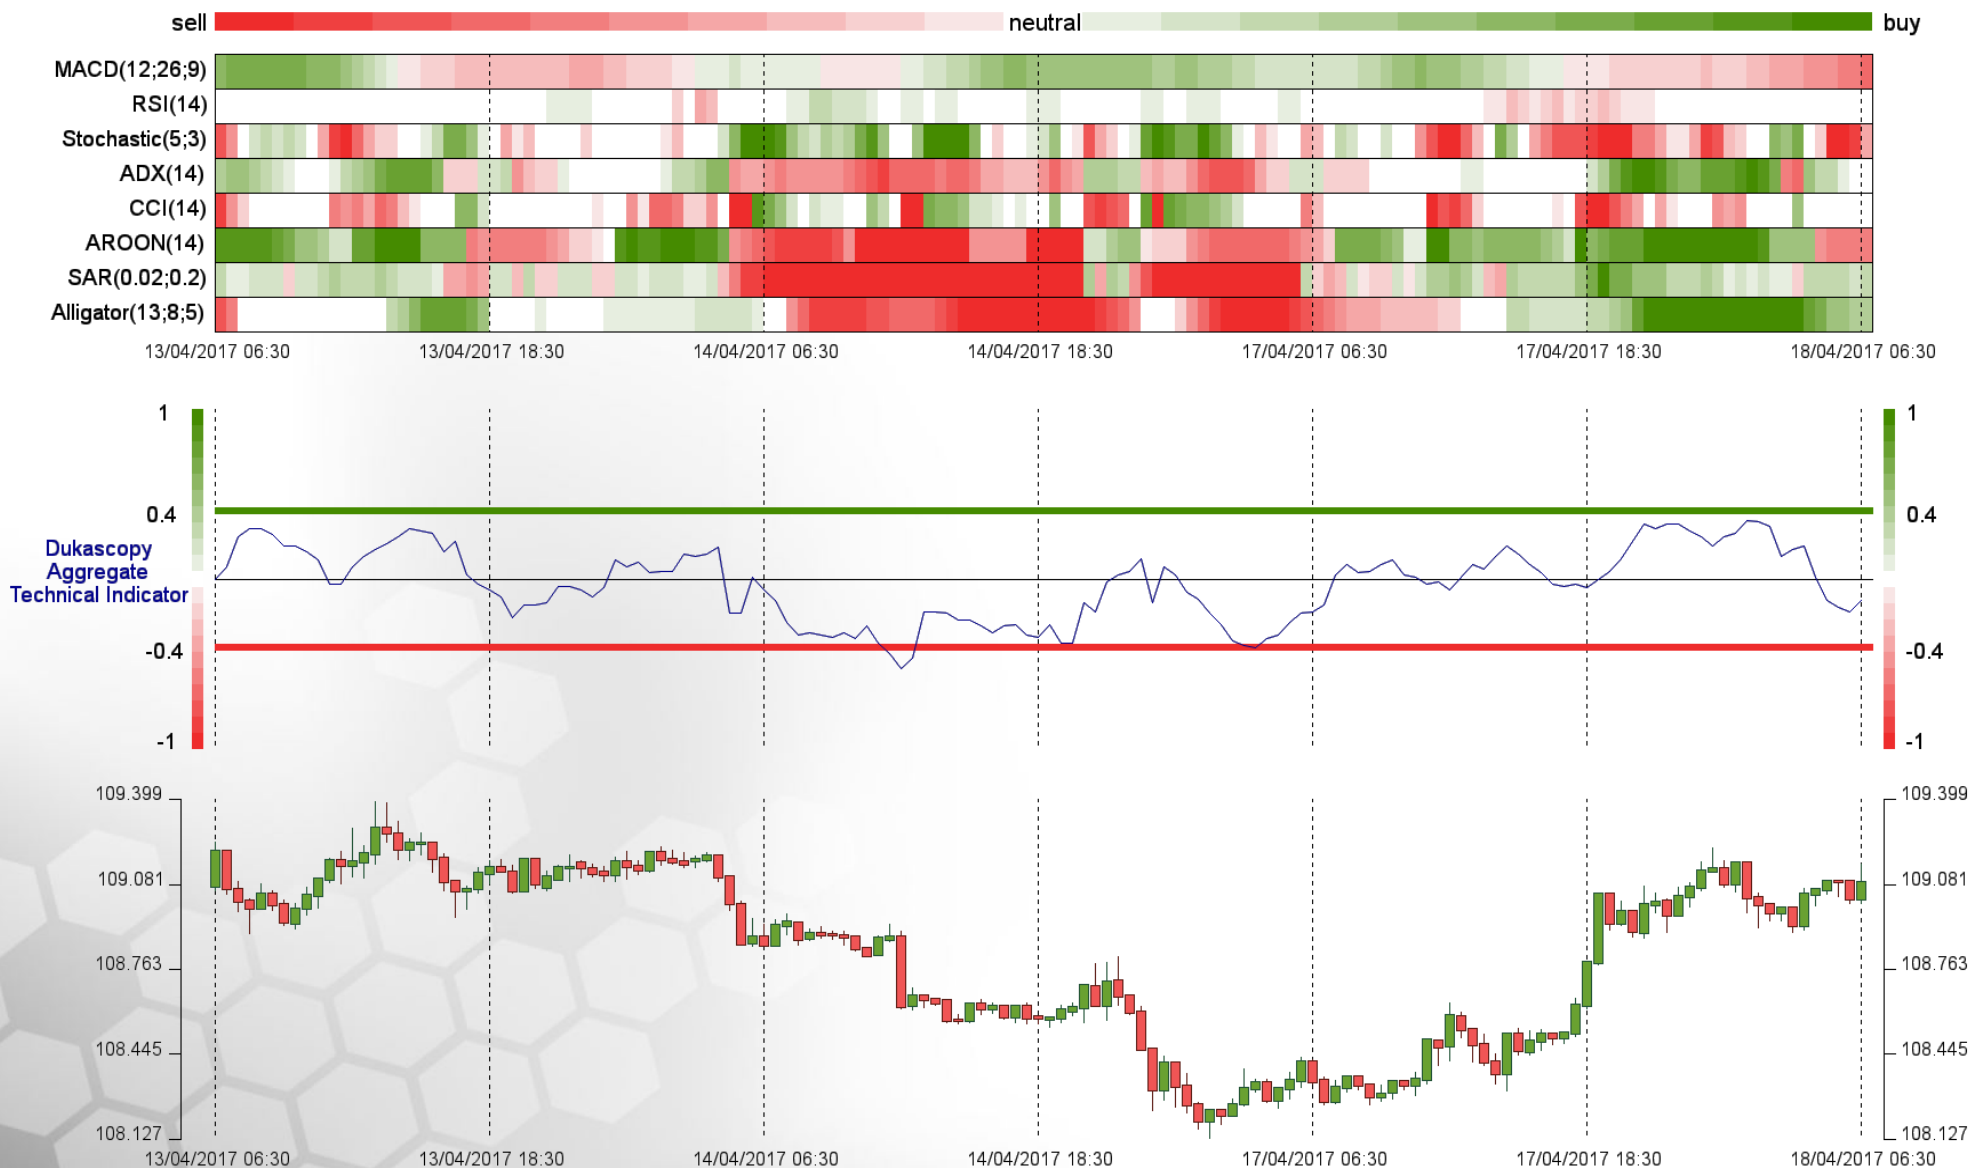 sell neutral buy
MACD(12;26;9)
RSI(14)
Stochastic(5;3)
ADX(14)
CCI(14)
AROON(14)
SAR(0.02;0.2)
Alligator(13;8;5)
13/04/2017 06:30 13/04/2017 18:30 14/04/2017 06:30 14/04/2017 18:30 17/04/2017 06:30 17/04/2017 18:30 18/04/2017 06:30
1 1
0.4 0.4
Dukascopy
Aggregate
Technical Indicator
-0.4 -0.4
-1 -1
109.399 109.399
109.081 109.081
108.763 108.763
108.445 108.445
108.127 108.127
13/04/2017 06:30 13/04/2017 18:30 14/04/2017 06:30 14/04/2017 18:30 17/04/2017 06:30 17/04/2017 18:30 18/04/2017 06:30